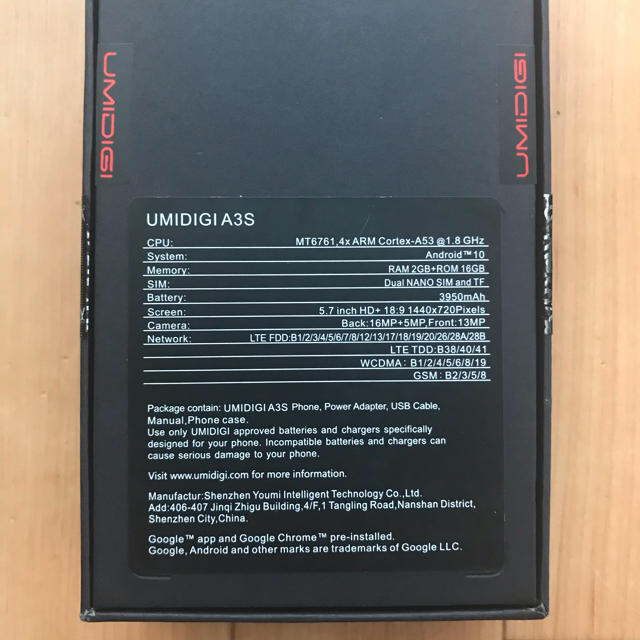 UMIDIGI
UMIDIGI
UMIDIGI A3S
CPU: MT6761,4x ARM Cortex-A53 @1.8 GHz
System: Android™10
Memory: RAM 2GB+ROM 16GB
SIM: Dual NANO SIM and TF
Battery: 3950mAh
Screen: 5.7 inch HD+ 18:9 1440x720Pixels
Camera: Back:16MP+5MP,Front:13MP
Network: LTE FDD:B1/2/3/4/5/6/7/8/12/13/17/18/19/20/26/28A/28B
LTE TDD:B38/40/41
WCDMA : B1/2/4/5/6/8/19
GSM : B2/3/5/8
Package contain: UMIDIGI A3S Phone, Power Adapter, USB Cable,
Manual,Phone case.
Use only UMIDIGI approved batteries and chargers specifically
designed for your phone. Incompatible batteries and chargers can
cause serious damage to your phone.
Visit www.umidigi.com for more information.
Manufactur:Shenzhen Youmi Intelligent Technology Co.,Ltd.
Add:406-407 Jinqi Zhigu Building,4/F,1 Tangling Road,Nanshan District,
Shenzhen City,China.
Google™ app and Google Chrome™ pre-installed.
Google, Android and other marks are trademarks of Google LLC.